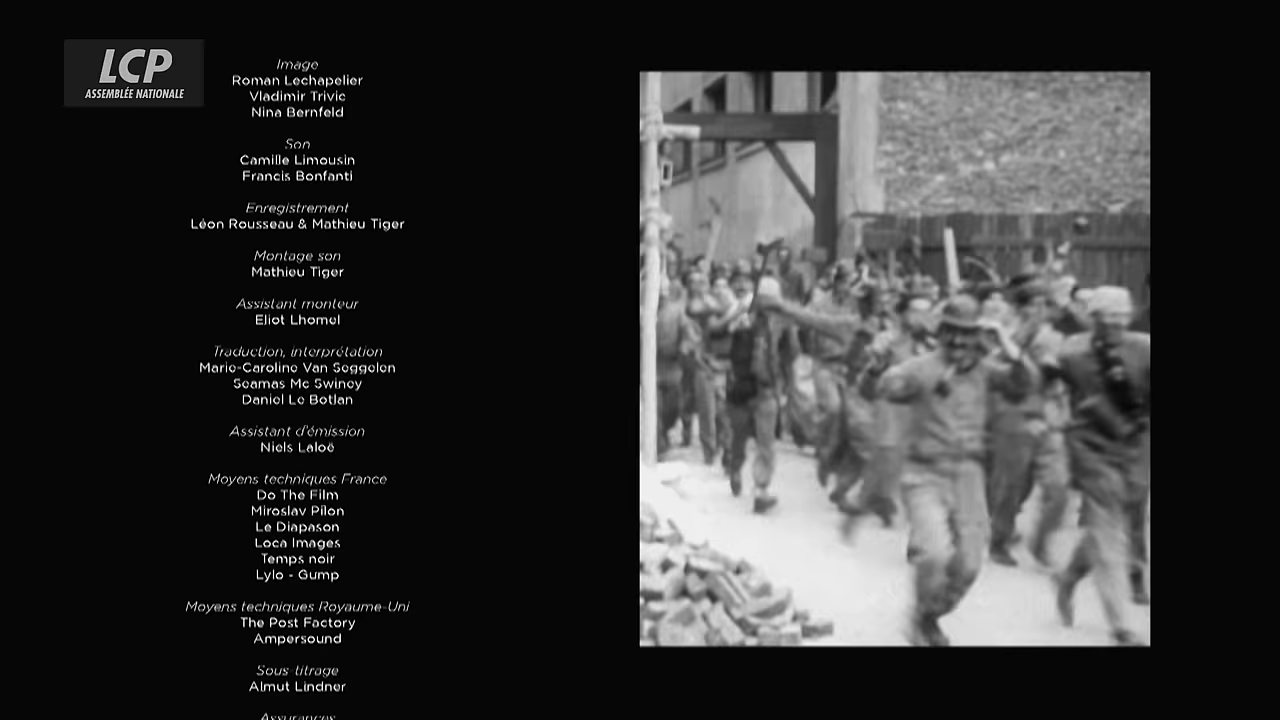 LCP
ASSEMBLÉE NATIONALE
Image
Roman Lechapelier
Vladimir Trivic
Nina Bernfeld
Son
Camille Limousin
Francis Bonfanti
Enregistrement
Léon Rousseau & Mathieu Tiger
Montage son
Mathieu Tiger
Assistant monteur
Eliot Lhomel
Traduction, interprétation
Marie-Caroline Van Seggelen
Seamas Mc Swiney
Daniel Le Botlan
Assistant d'émission
Niels Laloë
Moyens techniques France
Do The Film
Miroslav Pilon
Le Diapason
Loca Images
Temps noir
Lylo - Gump
Moyens techniques Royaume-Uni
The Post Factory
Ampersound
Sous-titrage
Almut Lindner
Assurances